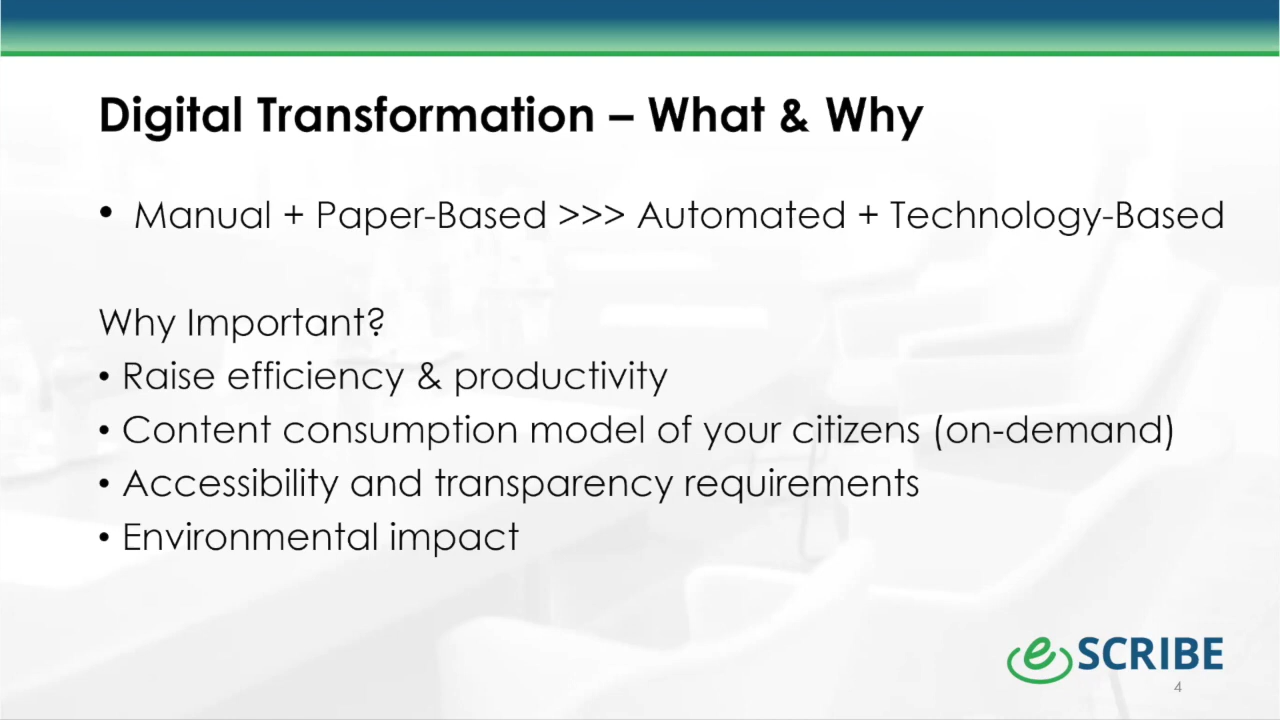 Digital Transformation – What & Why
• Manual + Paper-Based >>> Automated + Technology-Based
Why Important?
• Raise efficiency & productivity
• Content consumption model of your citizens (on-demand)
• Accessibility and transparency requirements
• Environmental impact
eSCRIBE
4